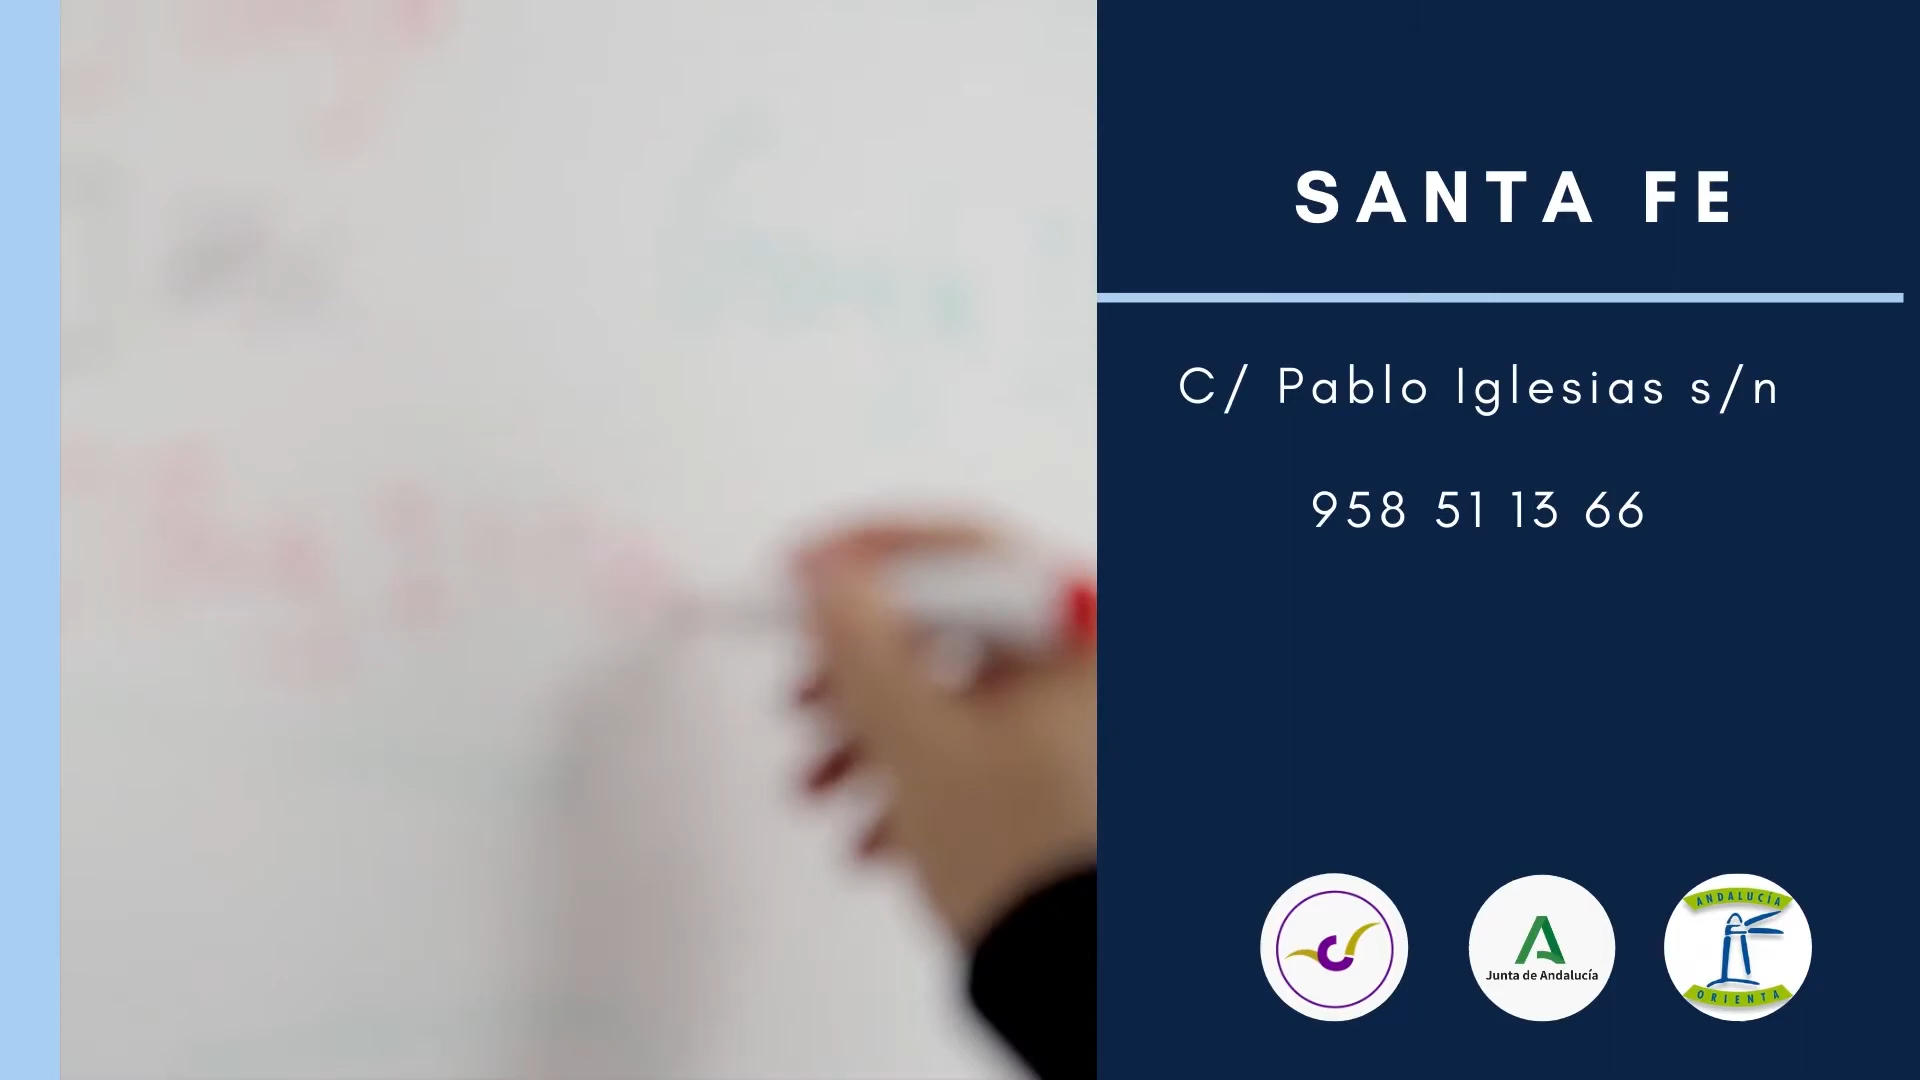 SANTA FE
C/ Pablo Iglesias s/n
958 51 13 66
Junta de Andalucía
ANDALUCÍA
ORIENTA